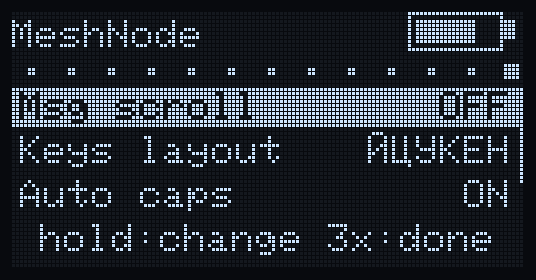 MeshNode
Msg scroll OFF
Keys layout ЙЦУКЕН
Auto caps ON
hold:change 3x:done